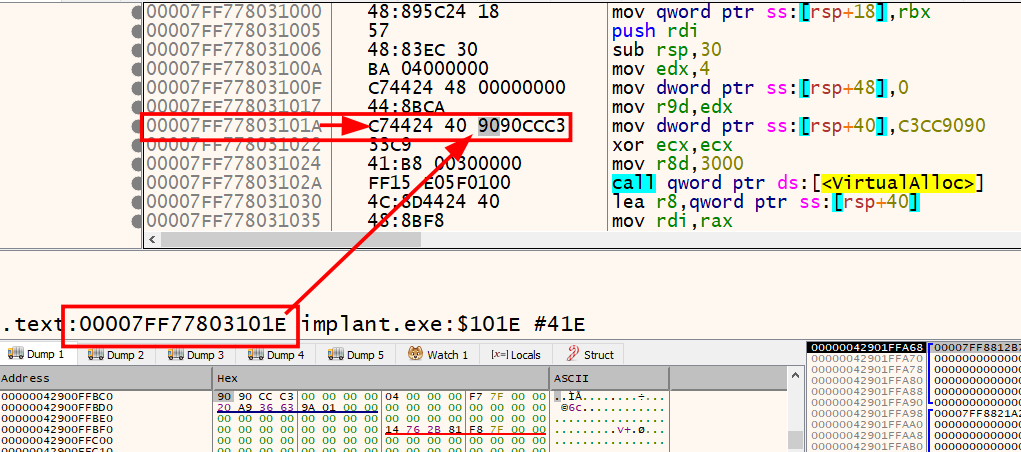 00007FF778031000 48:895C24 18 mov qword ptr ss:[rsp+18],rbx
00007FF778031005 57 push rdi
00007FF778031006 48:83EC 30 sub rsp,30
00007FF77803100A BA 04000000 mov edx,4
00007FF77803100F C74424 48 00000000 mov dword ptr ss:[rsp+48],0
00007FF778031017 44:8BCA mov r9d,edx
00007FF77803101A C74424 40 9090CCC3 mov dword ptr ss:[rsp+40],c3CC9090
00007FF778031022 33C9 xor ecx,ecx
00007FF778031024 41:B8 00300000 mov r8d,3000
00007FF77803102A FF15 E05F0100 call qword ptr ds:[<VirtualAlloc>]
00007FF778031030 4C:8D4424 40 lea r8,qword ptr ss:[rsp+40]
00007FF778031035 48:8BF8 mov rdi,rax
.text:00007FF77803101E implant.exe:$101E #41E
Dump 1 Dump 2 Dump 3 Dump 4 Dump 5 Watch 1 [x=] Locals Struct
Address Hex ASCII
00000042900FFBC0 90 90 CC C3 00 00 00 00 04 00 00 00 F7 7F 00 00 ..ÌÃ........÷...
00000042900FFBD0 20 A9 36 63 9A 01 00 00 00 00 00 00 00 00 00 00 ©6c............
00000042900FFBE0 00 00 00 00 00 00 00 00 00 00 00 00 00 00 00 00 ................
00000042900FFBF0 00 00 00 00 00 00 00 00 14 76 2B 81 F8 7F 00 00 .........v+.ø...
00000042900FFC00 00 00 00 00 00 00 00 00 00 00 00 00 00 00 00 00 ................
00000042901FFA68 00007FF8812B7
00000042901FFA70 0000000000000
00000042901FFA78 0000000000000
00000042901FFA80 0000000000000
00000042901FFA88 0000000000000
00000042901FFA90 0000000000000
00000042901FFA98 00007FF8821A2
00000042901FFAA0 0000000000000
00000042901FFAA8 0000000000000
00000042901FFAB0 0000000000000